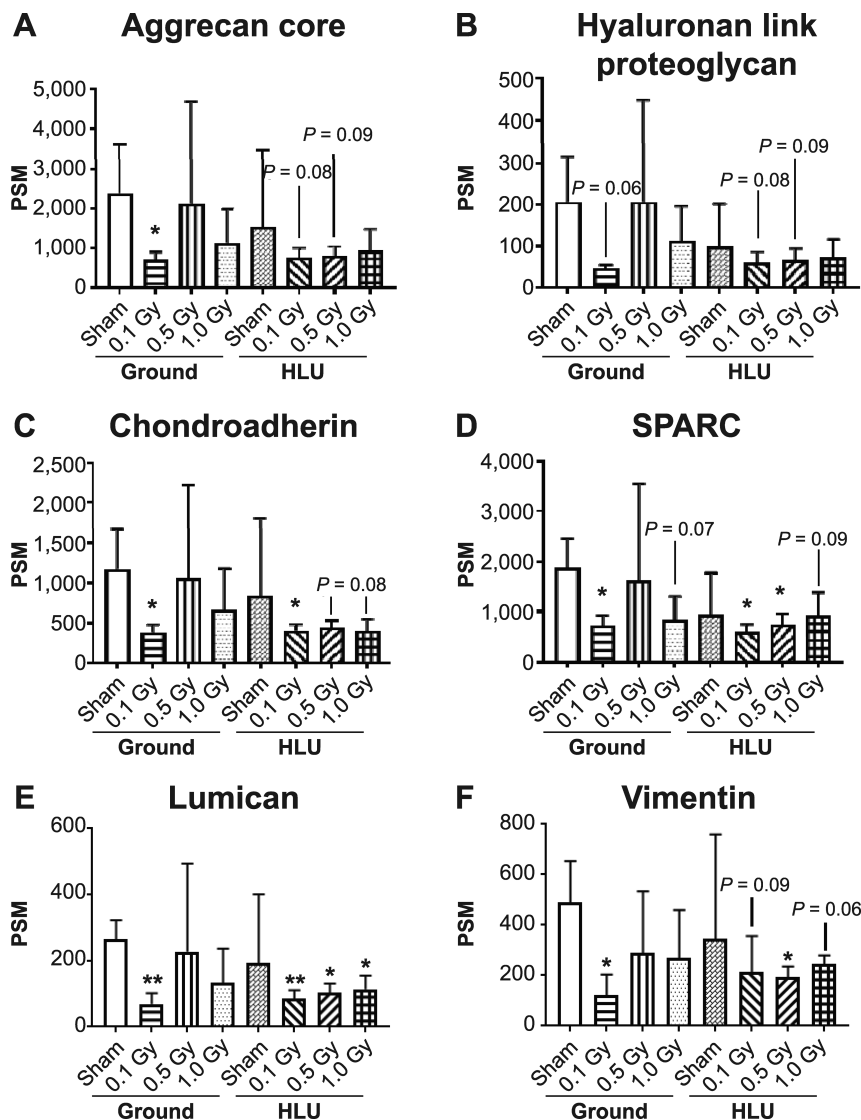 A Aggrecan core
PSM
5,000
4,000
3,000
2,000
1,000
0
*
P = 0.08
P = 0.09
Sham 0.1 Gy 0.5 Gy 1.0 Gy Sham 0.1 Gy 0.5 Gy 1.0 Gy
Ground HLU
B Hyaluronan link
proteoglycan
PSM
500
400
300
200
100
0
P = 0.06
P = 0.08
P = 0.09
Sham 0.1 Gy 0.5 Gy 1.0 Gy Sham 0.1 Gy 0.5 Gy 1.0 Gy
Ground HLU
C Chondroadherin
PSM
2,500
2,000
1,500
1,000
500
0
* *
P = 0.08
Sham 0.1 Gy 0.5 Gy 1.0 Gy Sham 0.1 Gy 0.5 Gy 1.0 Gy
Ground HLU
D SPARC
PSM
4,000
3,000
2,000
1,000
0
*
P = 0.07
* *
P = 0.09
Sham 0.1 Gy 0.5 Gy 1.0 Gy Sham 0.1 Gy 0.5 Gy 1.0 Gy
Ground HLU
E Lumican
PSM
600
400
200
0
** ** * *
Sham 0.1 Gy 0.5 Gy 1.0 Gy Sham 0.1 Gy 0.5 Gy 1.0 Gy
Ground HLU
F Vimentin
PSM
800
600
400
200
0
*
P = 0.09
*
P = 0.06
Sham 0.1 Gy 0.5 Gy 1.0 Gy Sham 0.1 Gy 0.5 Gy 1.0 Gy
Ground HLU